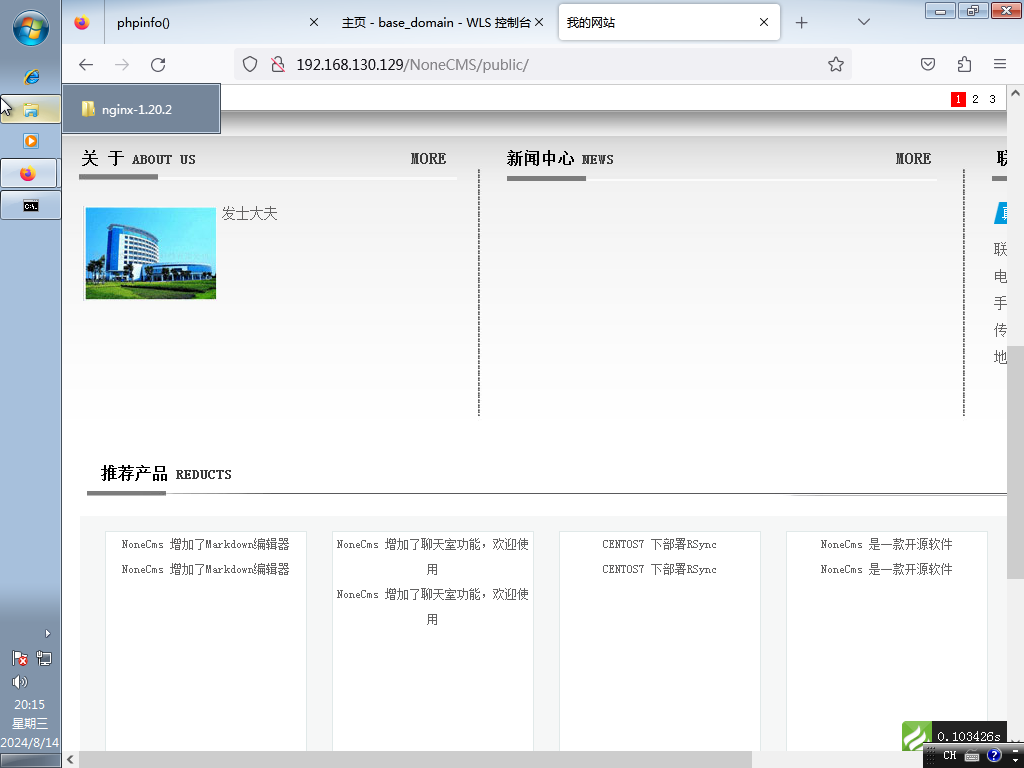 phpinfo()
主页 - base_domain - WLS 控制台
我的网站
192.168.130.129/NoneCMS/public/
nginx-1.20.2
1 2 3
关 于 ABOUT US MORE
新闻中心 NEWS MORE
发士大夫
联
电
手
传
地
推荐产品 REDUCTS
NoneCms 增加了Markdown编辑器
NoneCms 增加了Markdown编辑器
NoneCms 增加了聊天室功能，欢迎使
用
NoneCms 增加了聊天室功能，欢迎使
用
CENTOS7 下部署RSync
CENTOS7 下部署RSync
NoneCms 是一款开源软件
NoneCms 是一款开源软件
20:15
星期三
2024/8/14
0.103426s
CH